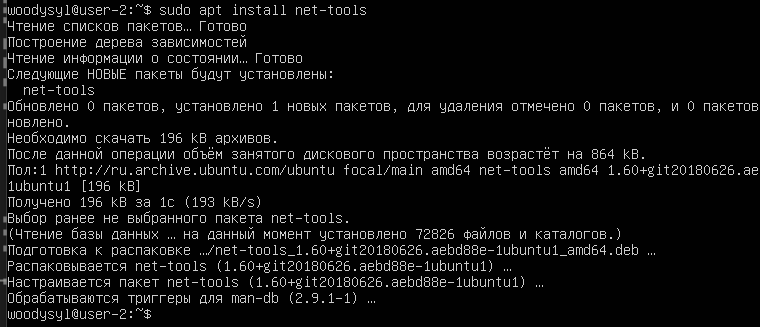 woodysyl@user-2:~$ sudo apt install net-tools
Чтение списков пакетов… Готово
Построение дерева зависимостей
Чтение информации о состоянии… Готово
Следующие НОВЫЕ пакеты будут установлены:
  net-tools
Обновлено 0 пакетов, установлено 1 новых пакетов, для удаления отмечено 0 пакетов, и 0 пакетов
новлено.
Необходимо скачать 196 kB архивов.
После данной операции объём занятого дискового пространства возрастёт на 864 kB.
Пол:1 http://ru.archive.ubuntu.com/ubuntu focal/main amd64 net-tools amd64 1.60+git20180626.ae
1ubuntu1 [196 kB]
Получено 196 kB за 1с (193 kB/s)
Выбор ранее не выбранного пакета net-tools.
(Чтение базы данных … на данный момент установлено 72826 файлов и каталогов.)
Подготовка к распаковке …/net-tools_1.60+git20180626.aebd88e-1ubuntu1_amd64.deb …
Распаковывается net-tools (1.60+git20180626.aebd88e-1ubuntu1) …
Настраивается пакет net-tools (1.60+git20180626.aebd88e-1ubuntu1) …
Обрабатываются триггеры для man-db (2.9.1-1) …
woodysyl@user-2:~$